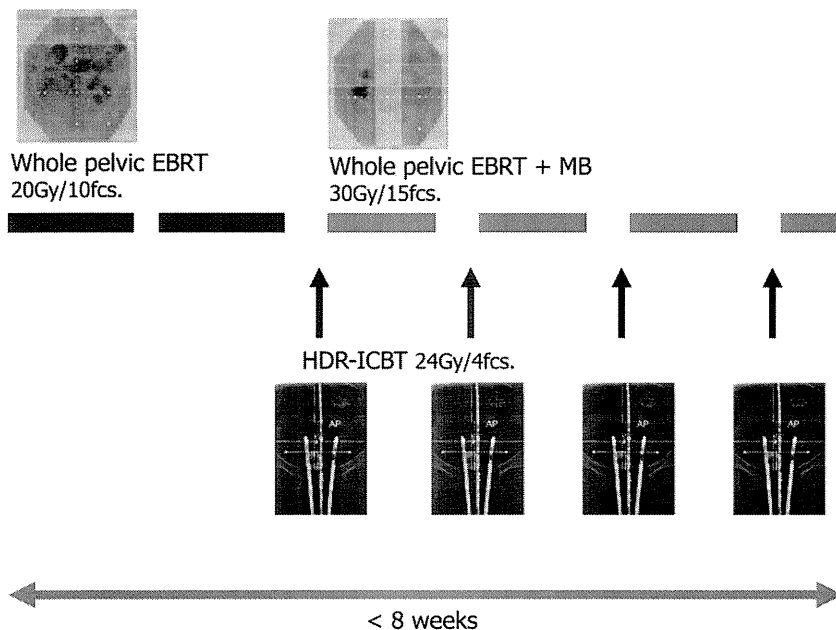 Whole pelvic EBRT
20Gy/10fcs.
Whole pelvic EBRT + MB
30Gy/15fcs.
HDR-ICBT 24Gy/4fcs.
AP
AP
AP
AP
< 8 weeks